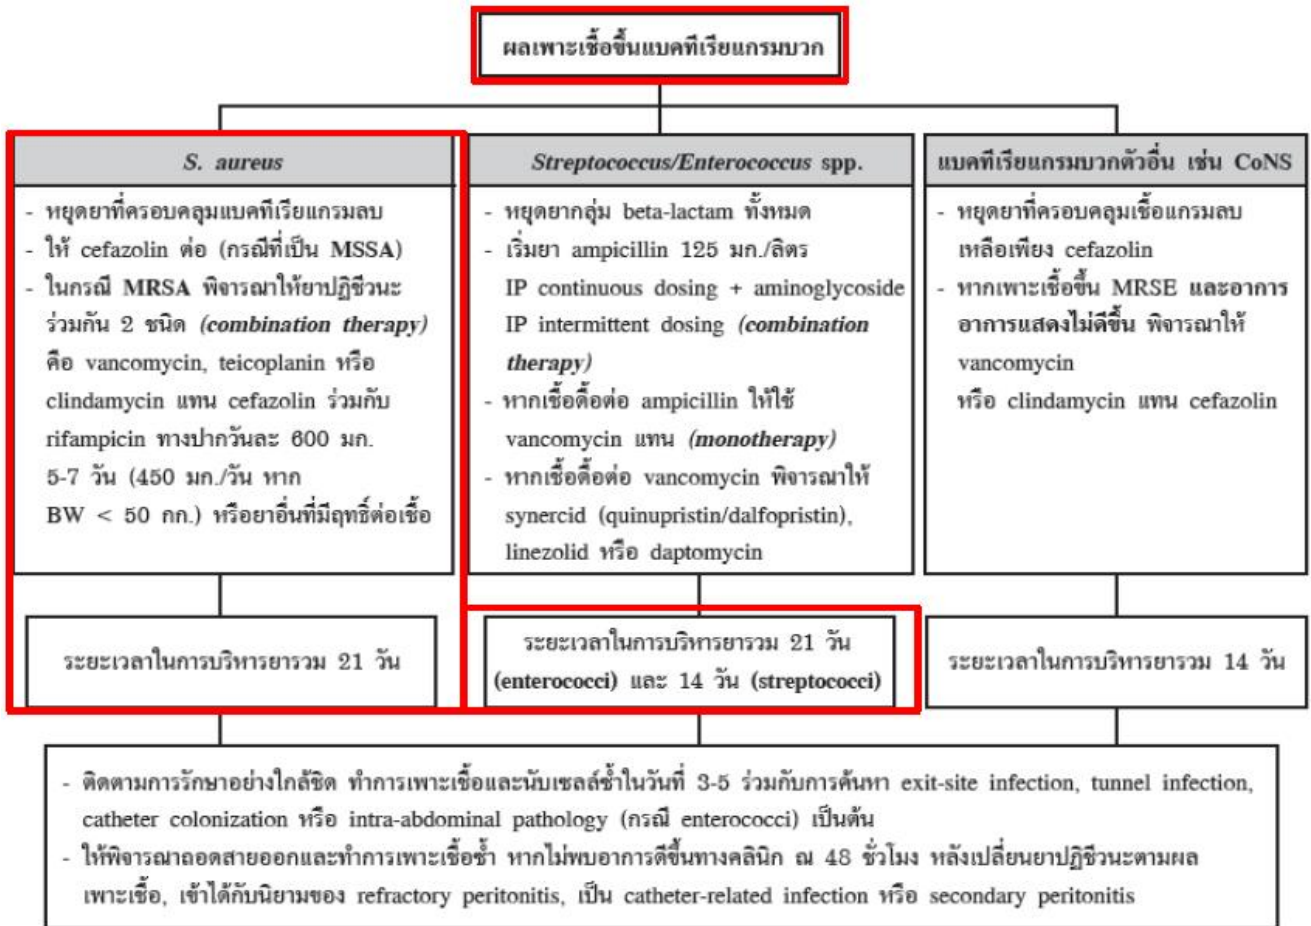 ผลเพาะเชื้อขึ้นแบคทีเรียแกรมบวก
S. aureus
- หยุดยาที่ครอบคลุมแบคทีเรียแกรมลบ
- ให้ cefazolin ต่อ (กรณีที่เป็น MSSA)
- ในกรณี MRSA พิจารณาให้ยาปฏิชีวนะ
ร่วมกัน 2 ชนิด (combination therapy)
คือ vancomycin, teicoplanin หรือ
clindamycin แทน cefazolin ร่วมกับ
rifampicin ทางปากวันละ 600 มก.
5-7 วัน (450 มก./วัน หาก
BW < 50 กก.) หรือยาอื่นที่มีฤทธิ์ต่อเชื้อ
ระยะเวลาในการบริหารยารวม 21 วัน
Streptococcus/Enterococcus spp.
- หยุดยากลุ่ม beta-lactam ทั้งหมด
- เริ่มยา ampicillin 125 มก./ลิตร
IP continuous dosing + aminoglycoside
IP intermittent dosing (combination
therapy)
- หากเชื้อดื้อต่อ ampicillin ให้ใช้
vancomycin แทน (monotherapy)
- หากเชื้อดื้อต่อ vancomycin พิจารณาให้
synercid (quinupristin/dalfopristin),
linezolid หรือ daptomycin
ระยะเวลาในการบริหารยารวม 21 วัน
(enterococci) และ 14 วัน (streptococci)
แบคทีเรียแกรมบวกตัวอื่น เช่น CoNS
- หยุดยาที่ครอบคลุมเชื้อแกรมลบ
เหลือเพียง cefazolin
- หากเพาะเชื้อขึ้น MRSE และอาการ
อาการแสดงไม่ดีขึ้น พิจารณาให้
vancomycin
หรือ clindamycin แทน cefazolin
ระยะเวลาในการบริหารยารวม 14 วัน
- ติดตามการรักษาอย่างใกล้ชิด ทำการเพาะเชื้อและนับเซลล์ซ้ำในวันที่ 3-5 ร่วมกับการค้นหา exit-site infection, tunnel infection,
catheter colonization หรือ intra-abdominal pathology (กรณี enterococci) เป็นต้น
- ให้พิจารณาถอดสายออกและทำการเพาะเชื้อซ้ำ หากไม่พบอาการดีขึ้นทางคลินิก ณ 48 ชั่วโมง หลังเปลี่ยนยาปฏิชีวนะตามผล
เพาะเชื้อ, เข้าได้กับนิยามของ refractory peritonitis, เป็น catheter-related infection หรือ secondary peritonitis